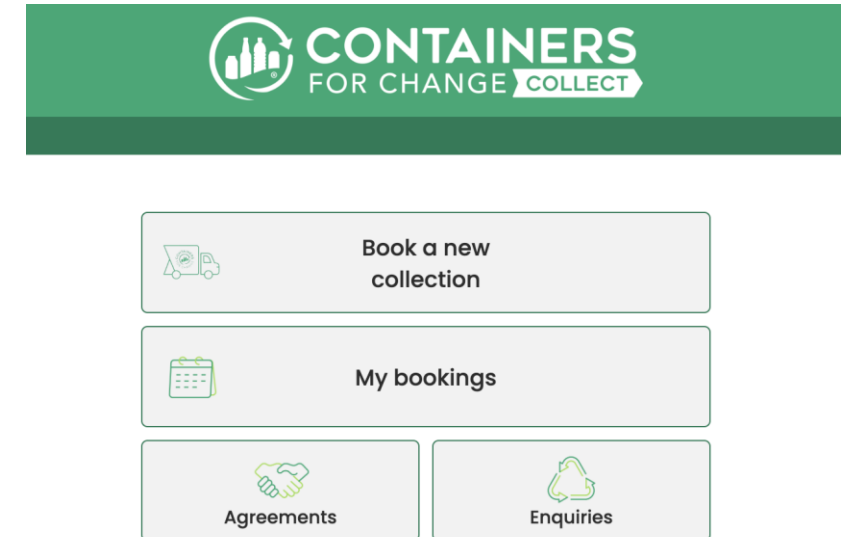 CONTAINERS
FOR CHANGE COLLECT
Book a new
collection
My bookings
Agreements
Enquiries